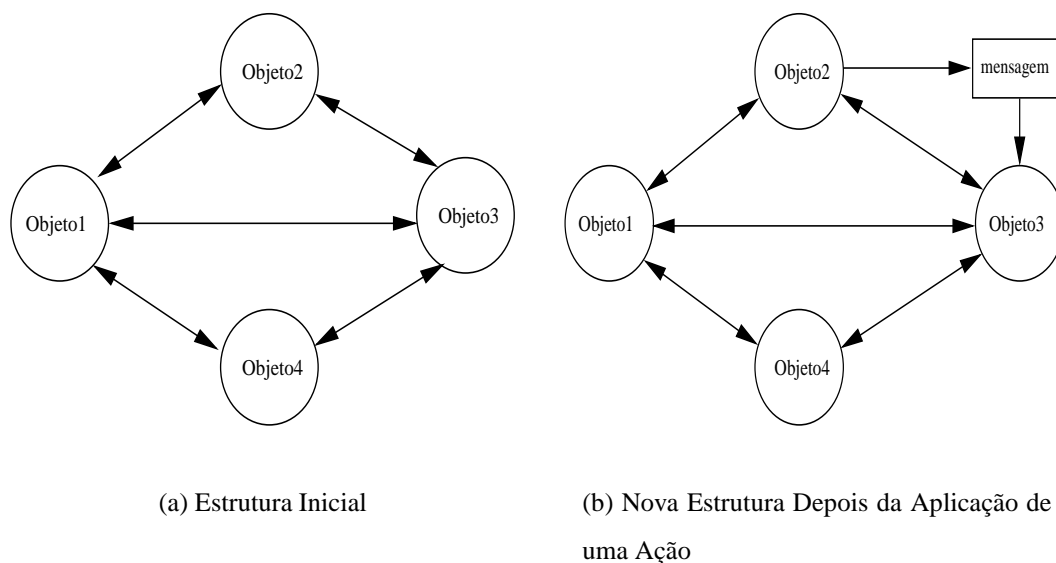 Objeto2
Objeto1
Objeto3
Objeto4
(a) Estrutura Inicial
Objeto2
mensagem
Objeto1
Objeto3
Objeto4
(b) Nova Estrutura Depois da Aplicação de
uma Ação